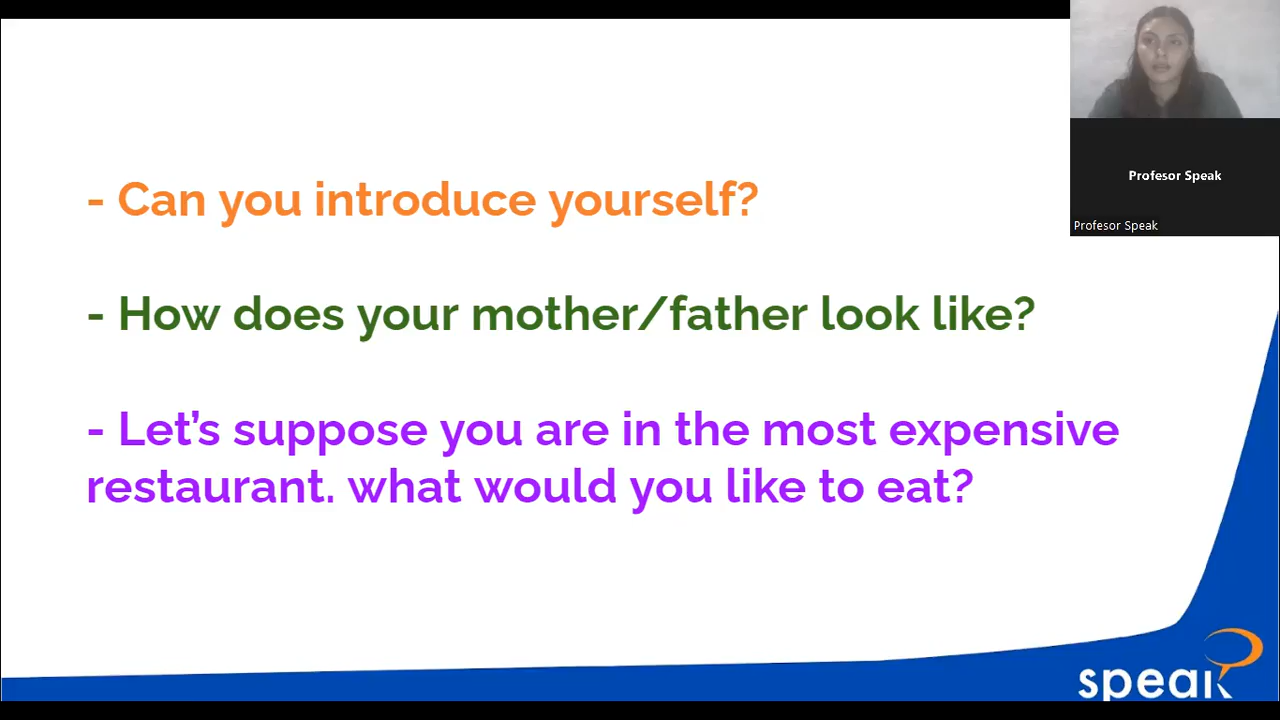 - Can you introduce yourself?
- How does your mother/father look like?
- Let's suppose you are in the most expensive
restaurant. what would you like to eat?
Profesor Speak
Profesor Speak
speak